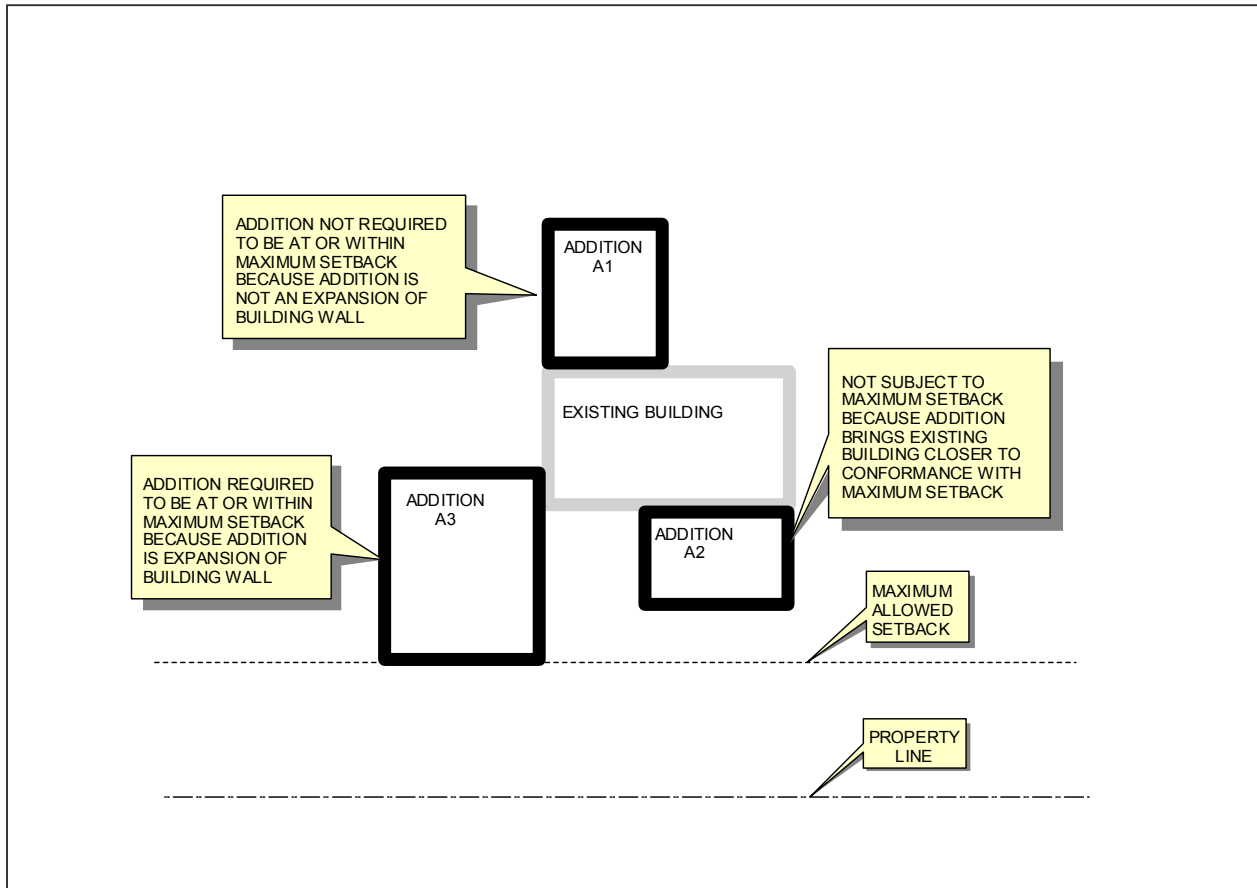 ADDITION NOT REQUIRED
TO BE AT OR WITHIN
MAXIMUM SETBACK
BECAUSE ADDITION IS
NOT AN EXPANSION OF
BUILDING WALL
ADDITION
A1
EXISTING BUILDING
NOT SUBJECT TO
MAXIMUM SETBACK
BECAUSE ADDITION
BRINGS EXISTING
BUILDING CLOSER TO
CONFORMANCE WITH
MAXIMUM SETBACK
ADDITION REQUIRED
TO BE AT OR WITHIN
MAXIMUM SETBACK
BECAUSE ADDITION
IS EXPANSION OF
BUILDING WALL
ADDITION
A3
ADDITION
A2
MAXIMUM
ALLOWED
SETBACK
PROPERTY
LINE